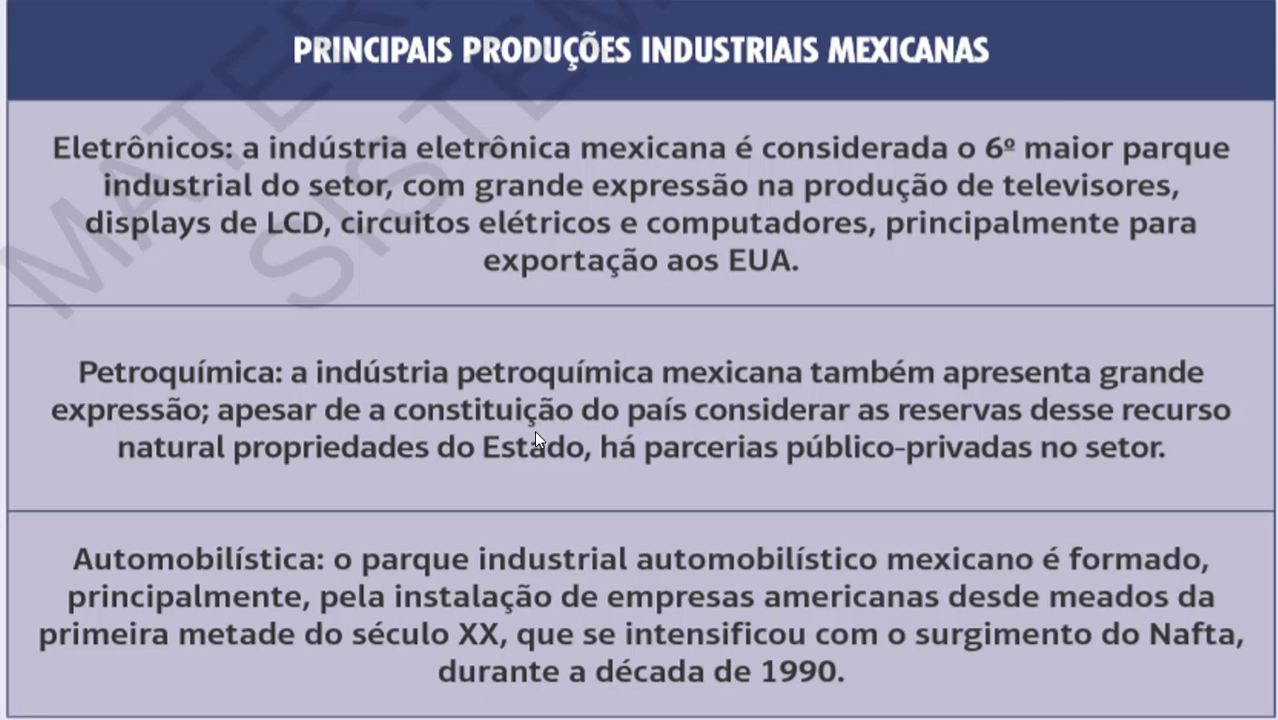 PRINCIPAIS PRODUÇÕES INDUSTRIAIS MEXICANAS
Eletrônicos: a indústria eletrônica mexicana é considerada o 6º maior parque
industrial do setor, com grande expressão na produção de televisores,
displays de LCD, circuitos elétricos e computadores, principalmente para
exportação aos EUA.
Petroquímica: a indústria petroquímica mexicana também apresenta grande
expressão; apesar de a constituição do país considerar as reservas desse recurso
natural propriedades do Estado, há parcerias público-privadas no setor.
Automobilística: o parque industrial automobilístico mexicano é formado,
principalmente, pela instalação de empresas americanas desde meados da
primeira metade do século XX, que se intensificou com o surgimento do Nafta,
durante a década de 1990.